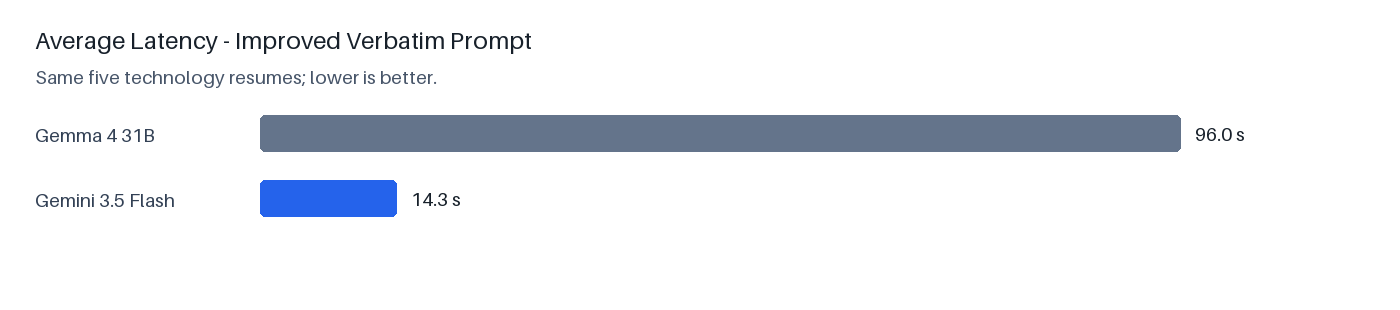 Average Latency - Improved Verbatim Prompt
Same five technology resumes; lower is better.
Gemma 4 31B
96.0 s
Gemini 3.5 Flash
14.3 s